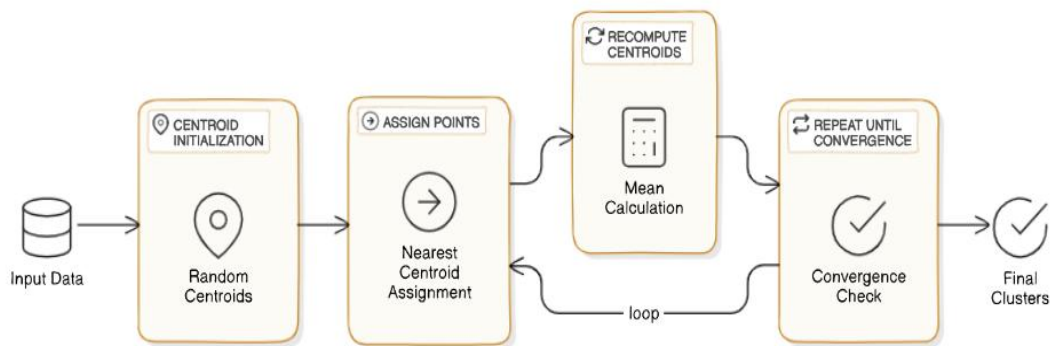 Input Data
CENTROID
INITIALIZATION
Random
Centroids
ASSIGN POINTS
Nearest
Centroid
Assignment
RECOMPUTE
CENTROIDS
Mean
Calculation
REPEAT UNTIL
CONVERGENCE
Convergence
Check
loop
Final
Clusters